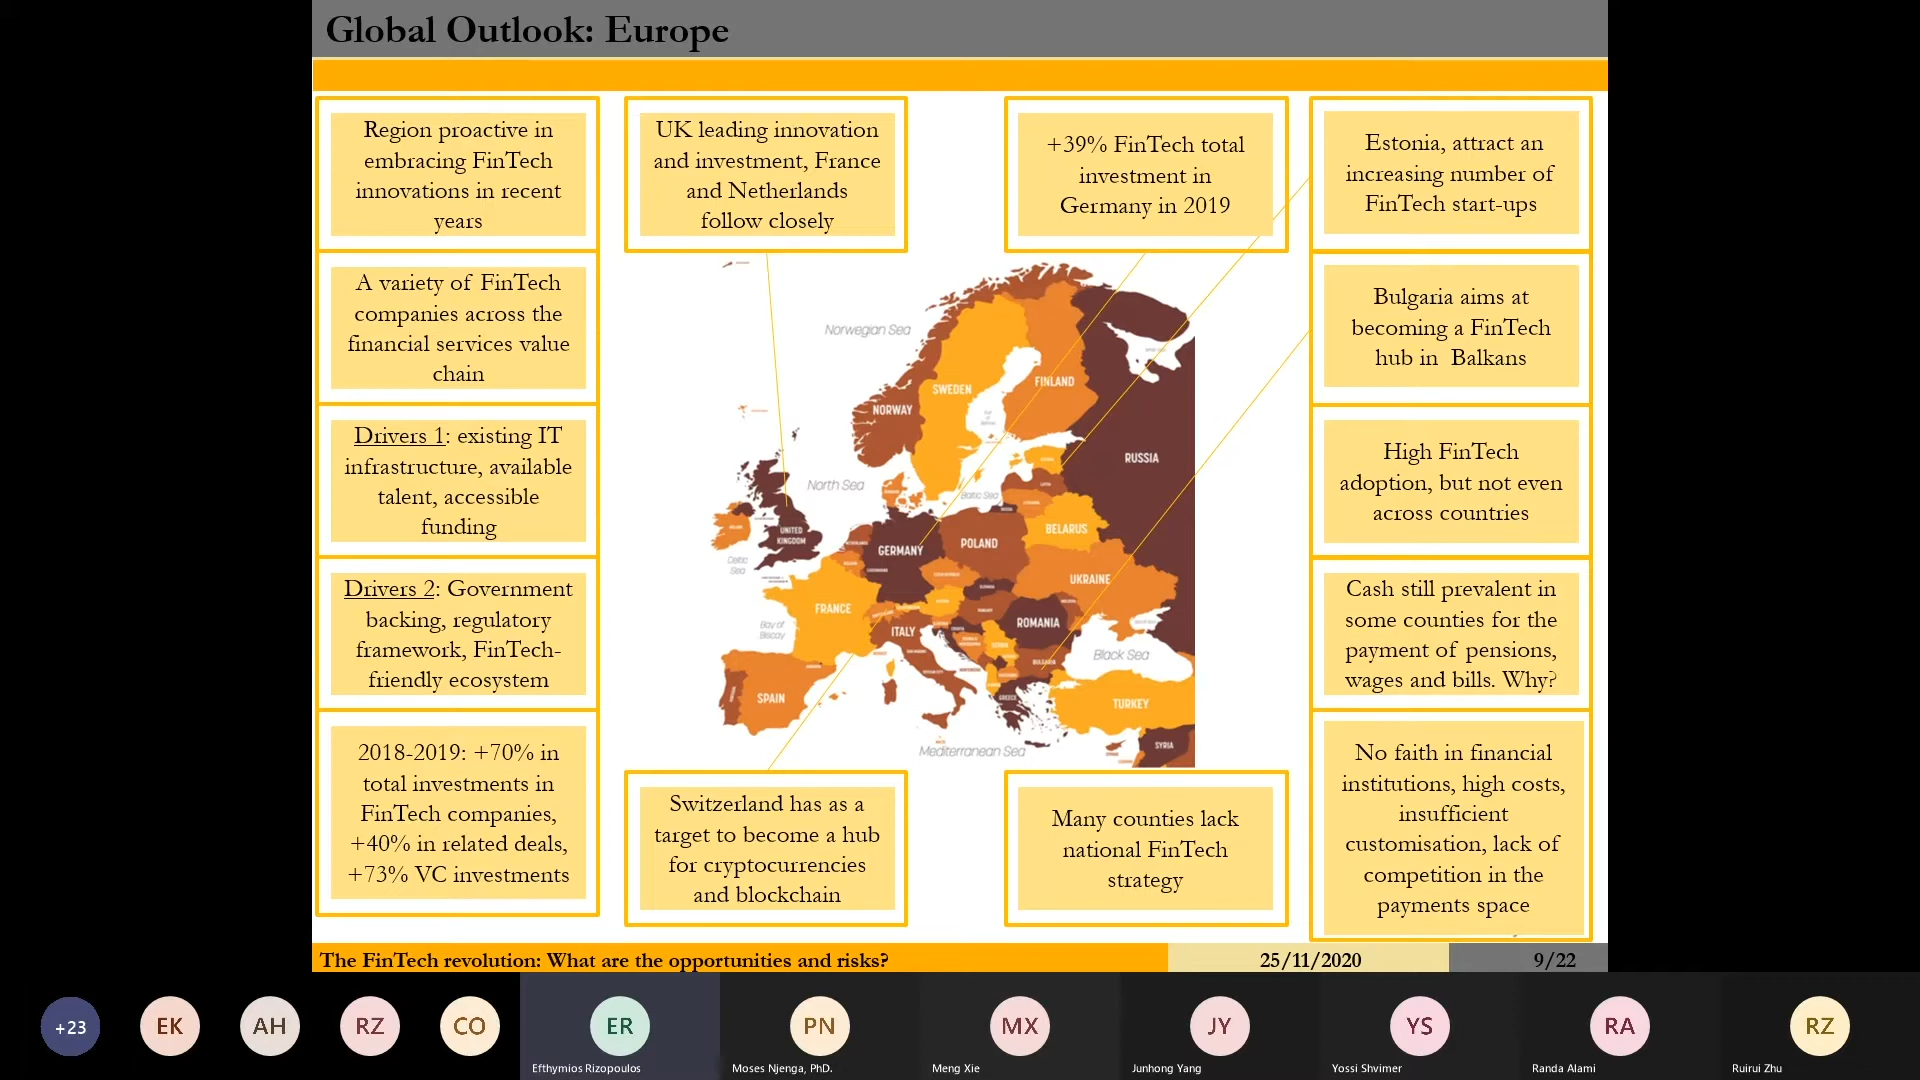 Global Outlook: Europe
Region proactive in
embracing FinTech
innovations in recent
years
A variety of FinTech
companies across the
financial services value
chain
Drivers 1: existing IT
infrastructure, available
talent, accessible
funding
Drivers 2: Government
backing, regulatory
framework, FinTech-
friendly ecosystem
2018-2019: +70% in
total investments in
FinTech companies,
+40% in related deals,
+73% VC investments
UK leading innovation
and investment, France
and Netherlands
follow closely
+39% FinTech total
investment in
Germany in 2019
Norwegian Sea
SWEDEN
FINLAND
NORWAY
RUSSIA
North Sea
Baltic Sea
UNITED
KINGDOM
BELARUS
GERMANY
POLAND
Celtic
Sea
UKRAINE
FRANCE
Bay of
Biscay
ITALY
ROMANIA
Black Sea
BULGARIA
SPAIN
GREECE
TURKEY
Mediterranean Sea
SYRIA
Switzerland has as a
target to become a hub
for cryptocurrencies
and blockchain
Many counties lack
national FinTech
strategy
Estonia, attract an
increasing number of
FinTech start-ups
Bulgaria aims at
becoming a FinTech
hub in Balkans
High FinTech
adoption, but not even
across countries
Cash still prevalent in
some counties for the
payment of pensions,
wages and bills. Why?
No faith in financial
institutions, high costs,
insufficient
customisation, lack of
competition in the
payments space
The FinTech revolution: What are the opportunities and risks?
25/11/2020
9/22
+23
EK
AH
RZ
CO
ER
Efthymios Rizopoulos
PN
Moses Njenga, PhD.
MX
Meng Xie
JY
Junhong Yang
YS
Yossi Shvimer
RA
Randa Alami
RZ
Ruirui Zhu